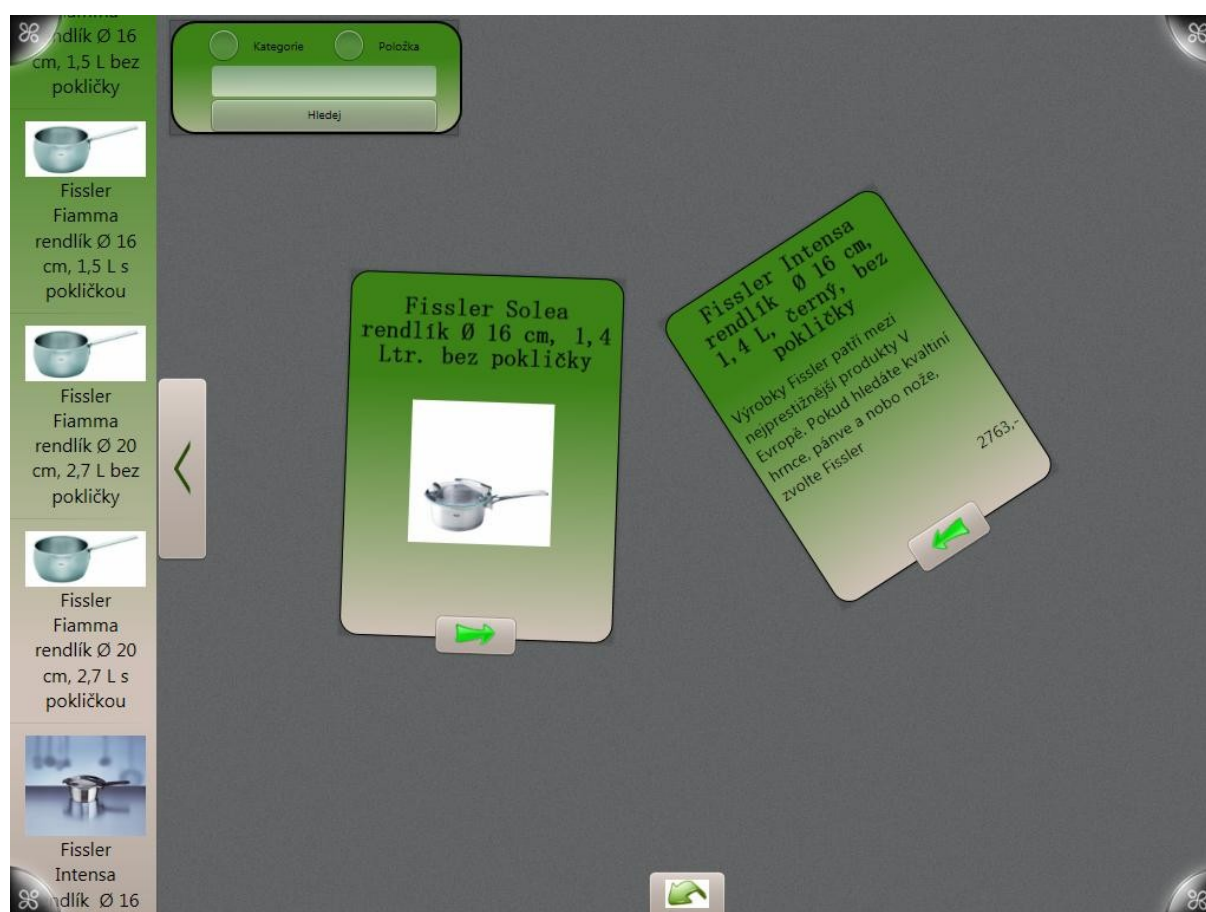 rendlík Ø 16
cm, 1,5 L bez
pokličky
Fissler
Fiamma
rendlík Ø 16
cm, 1,5 L s
pokličkou
Fissler
Fiamma
rendlík Ø 20
cm, 2,7 L bez
pokličky
Fissler
Fiamma
rendlík Ø 20
cm, 2,7 L s
pokličkou
Fissler
Intensa
rendlík Ø 16
Kategorie
Položka
Hledej
Fissler Solea
rendlík Ø 16 cm, 1,4
Ltr. bez pokličky
Fissler Intensa
rendlík Ø 16 cm,
1,4 L, černý, bez
pokličky
Výrobky Fissler patří mezi
nejprestižnější produkty V
Evropě. Pokud hledáte kvaltiní
hrnce, pánve a nobo nože,
zvolte Fissler
2763,-